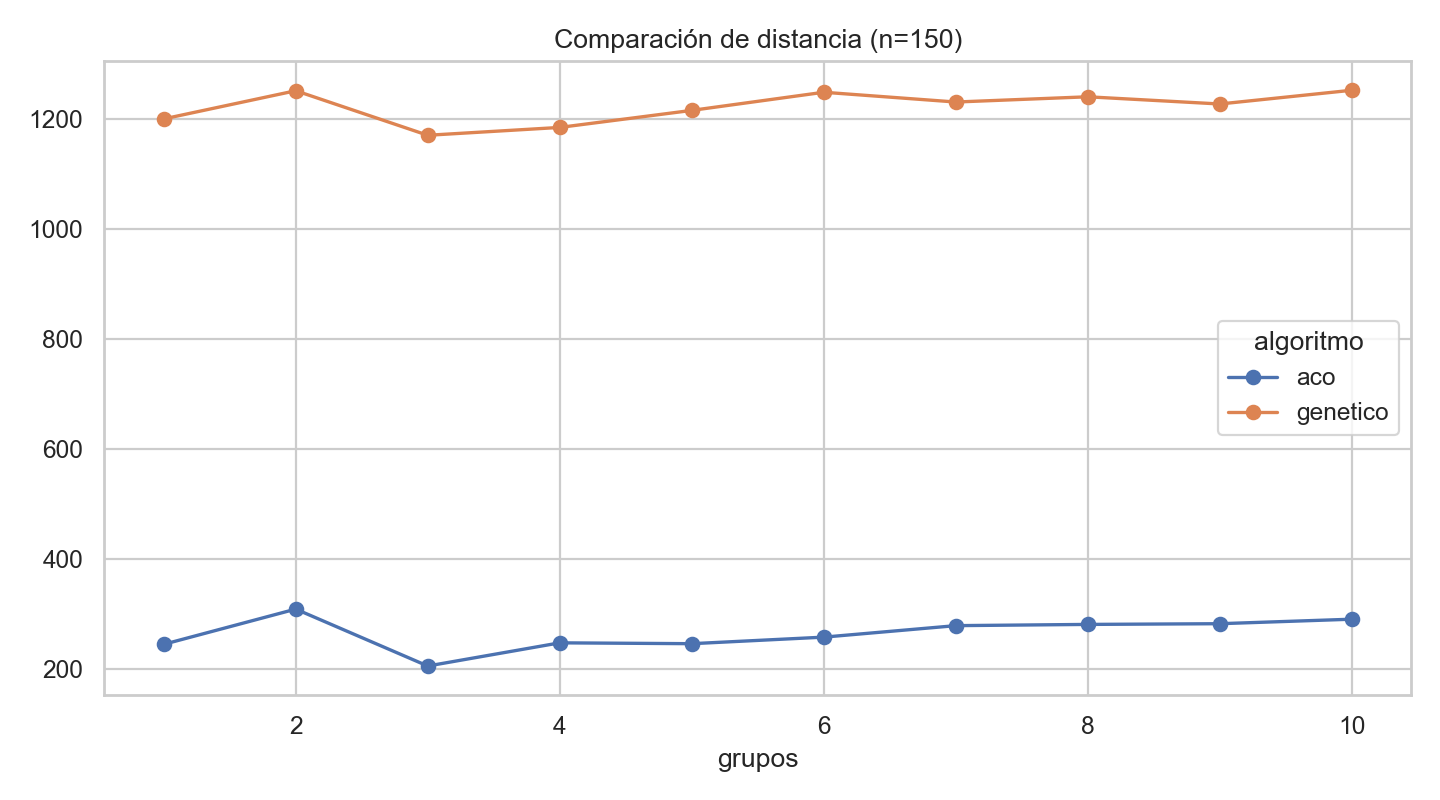 Comparación de distancia (n=150)
1200
1000
800
600
400
200
algoritmo
aco
genetico
2 4 6 8 10
grupos